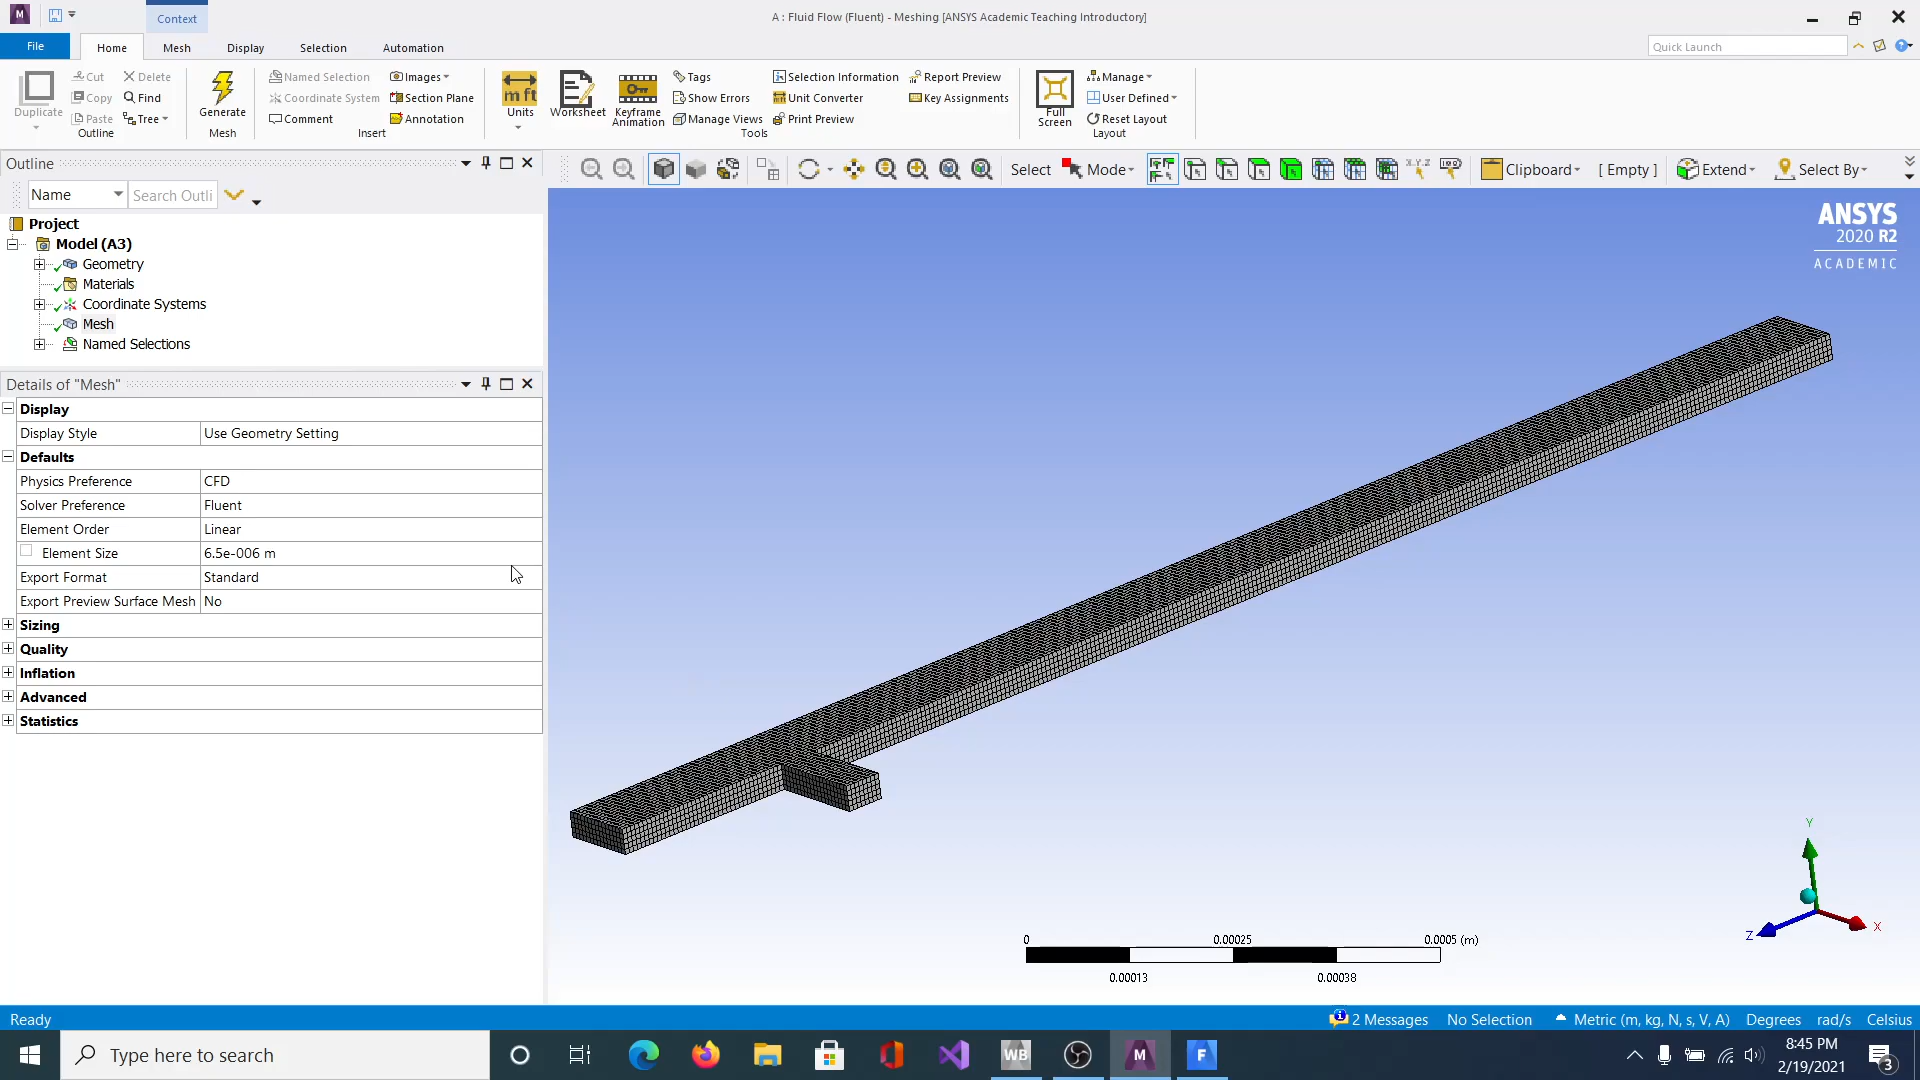 A : Fluid Flow (Fluent) - Meshing [ANSYS Academic Teaching Introductory]
Context
File
Home
Mesh
Display
Selection
Automation
Quick Launch
Duplicate
Cut
Copy
Paste
Delete
Find
Tree
Outline
Generate
Mesh
Named Selection
Coordinate System
Comment
Images
Section Plane
Annotation
Insert
m ft
Units
Worksheet
Keyframe
Animation
Tags
Show Errors
Manage Views
Selection Information
Unit Converter
Print Preview
Report Preview
Key Assignments
Tools
Full
Screen
Manage
User Defined
Reset Layout
Layout
Outline
Select
Mode
Clipboard
[ Empty ]
Extend
Select By
Name
Search Outli
Project
Model (A3)
Geometry
Materials
Coordinate Systems
Mesh
Named Selections
Details of "Mesh"
Display
Display Style Use Geometry Setting
Defaults
Physics Preference CFD
Solver Preference Fluent
Element Order Linear
Element Size 6.5e-006 m
Export Format Standard
Export Preview Surface Mesh No
Sizing
Quality
Inflation
Advanced
Statistics
ANSYS
2020 R2
ACADEMIC
Y
Z
X
0 0.00025 0.0005 (m)
0.00013 0.00038
Ready
2 Messages
No Selection
Metric (m, kg, N, s, V, A)
Degrees
rad/s
Celsius
Type here to search
WB
M
F
8:45 PM
2/19/2021
3